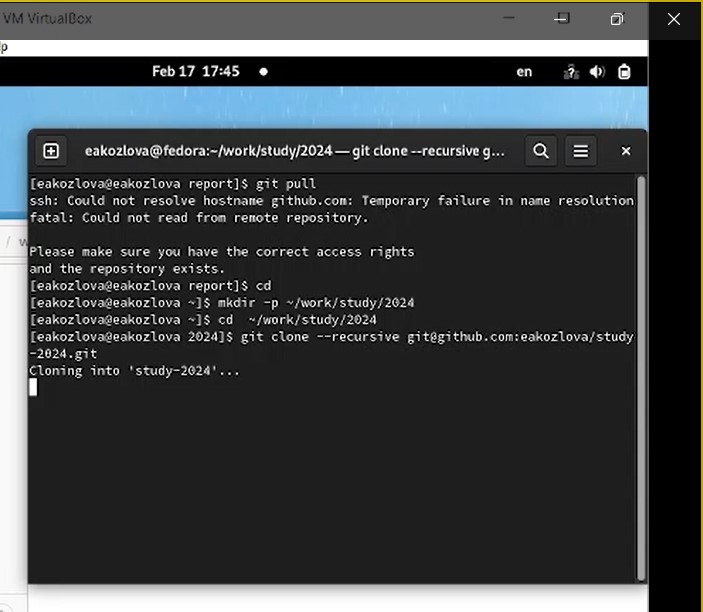 VM VirtualBox
lp
Feb 17 17:45
en
eakozlova@fedora:~/work/study/2024 — git clone --recursive g...
[eakozlova@eakozlova report]$ git pull
ssh: Could not resolve hostname github.com: Temporary failure in name resolution
fatal: Could not read from remote repository.
Please make sure you have the correct access rights
and the repository exists.
[eakozlova@eakozlova report]$ cd
[eakozlova@eakozlova ~]$ mkdir -p ~/work/study/2024
[eakozlova@eakozlova ~]$ cd  ~/work/study/2024
[eakozlova@eakozlova 2024]$ git clone --recursive git@github.com:eakozlova/study
-2024.git
Cloning into 'study-2024'...